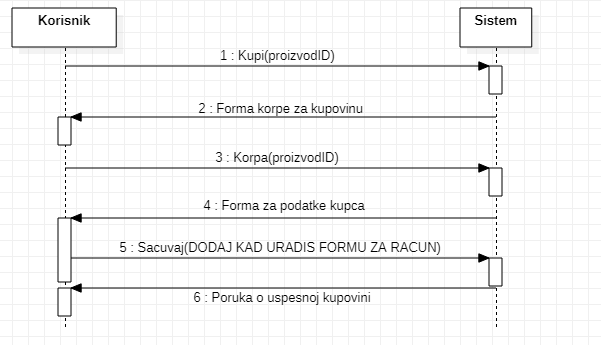 Korisnik
Sistem
1 : Kupi(proizvodID)
2 : Forma korpe za kupovinu
3 : Korpa(proizvodID)
4 : Forma za podatke kupca
5 : Sacuvaj(DODAJ KAD URADIS FORMU ZA RACUN)
6 : Poruka o uspesnoj kupovini